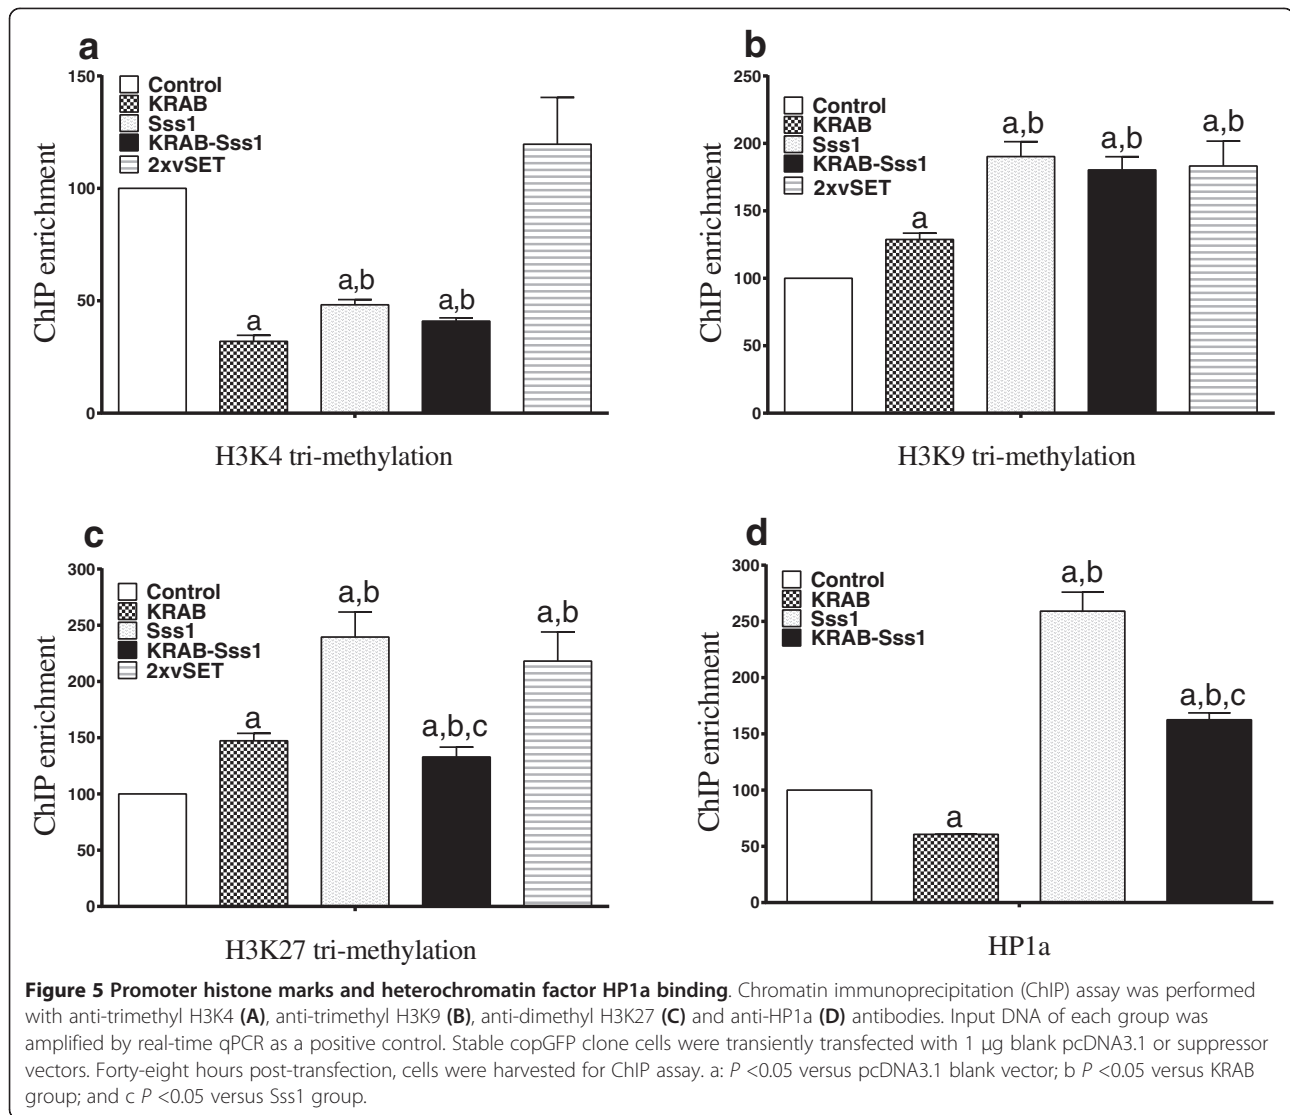 a
150
100
50
0
ChIP enrichment
Control
KRAB
Sss1
KRAB-Sss1
2xvSET
a
a,b
a,b
H3K4 tri-methylation
b
250
200
150
100
50
0
ChIP enrichment
Control
KRAB
Sss1
KRAB-Sss1
2xvSET
a
a,b
a,b
a,b
H3K9 tri-methylation
c
300
250
200
150
100
50
0
ChIP enrichment
Control
KRAB
Sss1
KRAB-Sss1
2xvSET
a
a,b
a,b,c
a,b
H3K27 tri-methylation
d
300
250
200
150
100
50
0
ChIP enrichment
Control
KRAB
Sss1
KRAB-Sss1
a
a,b
a,b,c
HP1a
Figure 5 Promoter histone marks and heterochromatin factor HP1a binding. Chromatin immunoprecipitation (ChIP) assay was performed
with anti-trimethyl H3K4 (A), anti-trimethyl H3K9 (B), anti-dimethyl H3K27 (C) and anti-HP1a (D) antibodies. Input DNA of each group was
amplified by real-time qPCR as a positive control. Stable copGFP clone cells were transiently transfected with 1 μg blank pcDNA3.1 or suppressor
vectors. Forty-eight hours post-transfection, cells were harvested for ChIP assay. a: P <0.05 versus pcDNA3.1 blank vector; b P <0.05 versus KRAB
group; and c P <0.05 versus Sss1 group.